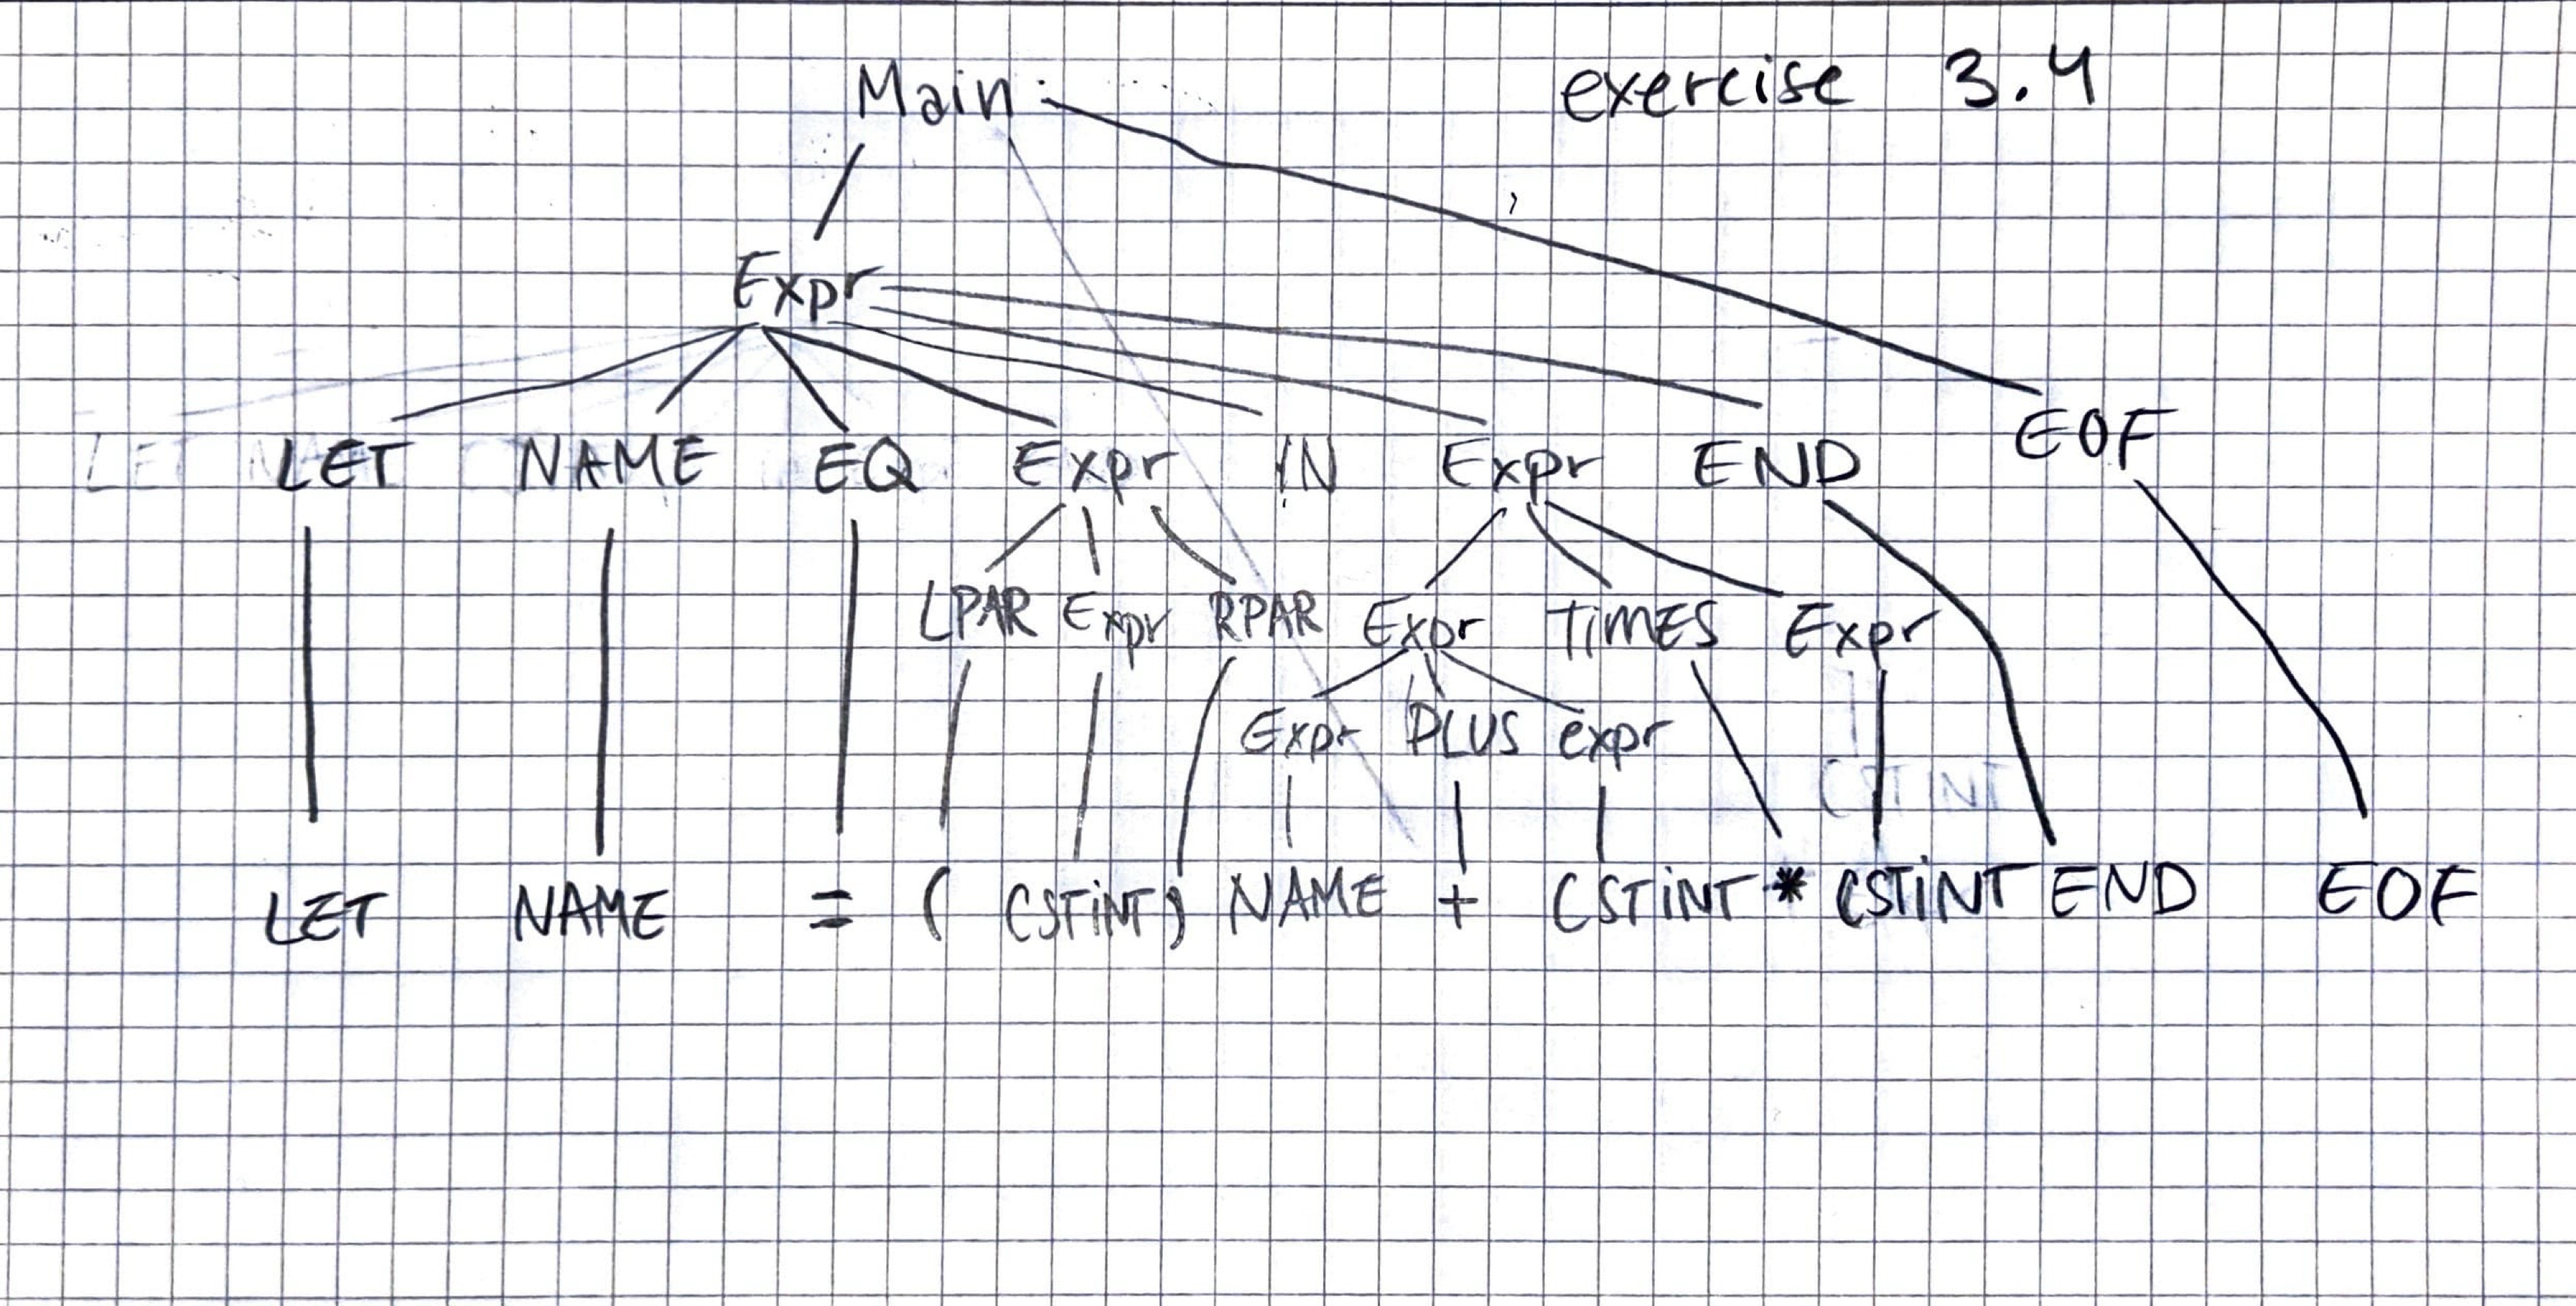 Main exercise 3.4
Expr
LET NAME EQ Expr IN Expr END EOF
LPAR Expr RPAR Expr TiMES Expr
Expr PLUS expr
LET NAME = ( CSTiNT ) NAME + CSTiNT * CSTiNT END EOF